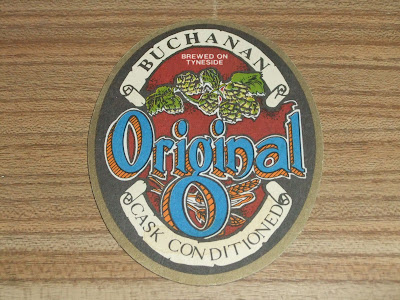 BUCHANAN
BREWED ON
TYNESIDE
Original
O
CASK CONDITIONED